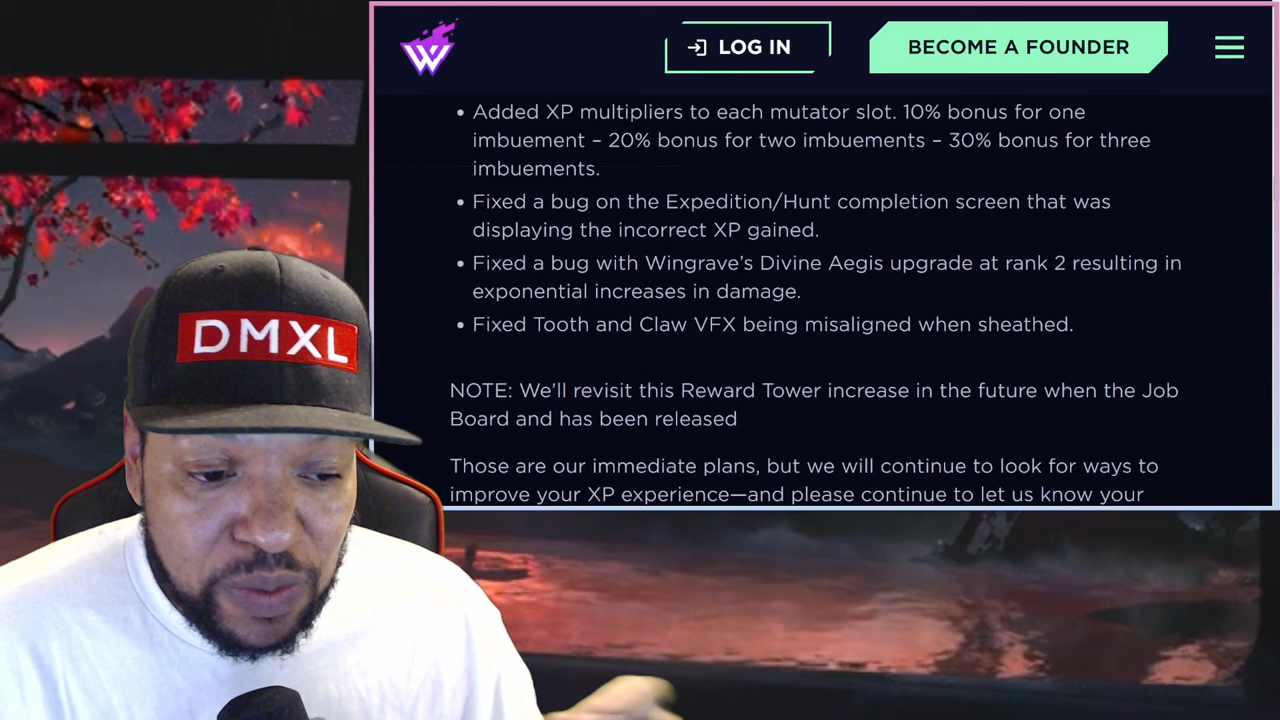 LOG IN
BECOME A FOUNDER
• Added XP multipliers to each mutator slot. 10% bonus for one
imbuement – 20% bonus for two imbuements – 30% bonus for three
imbuements.
• Fixed a bug on the Expedition/Hunt completion screen that was
displaying the incorrect XP gained.
• Fixed a bug with Wingrave’s Divine Aegis upgrade at rank 2 resulting in
exponential increases in damage.
• Fixed Tooth and Claw VFX being misaligned when sheathed.
NOTE: We’ll revisit this Reward Tower increase in the future when the Job
Board and has been released
Those are our immediate plans, but we will continue to look for ways to
improve your XP experience—and please continue to let us know your
DMXL